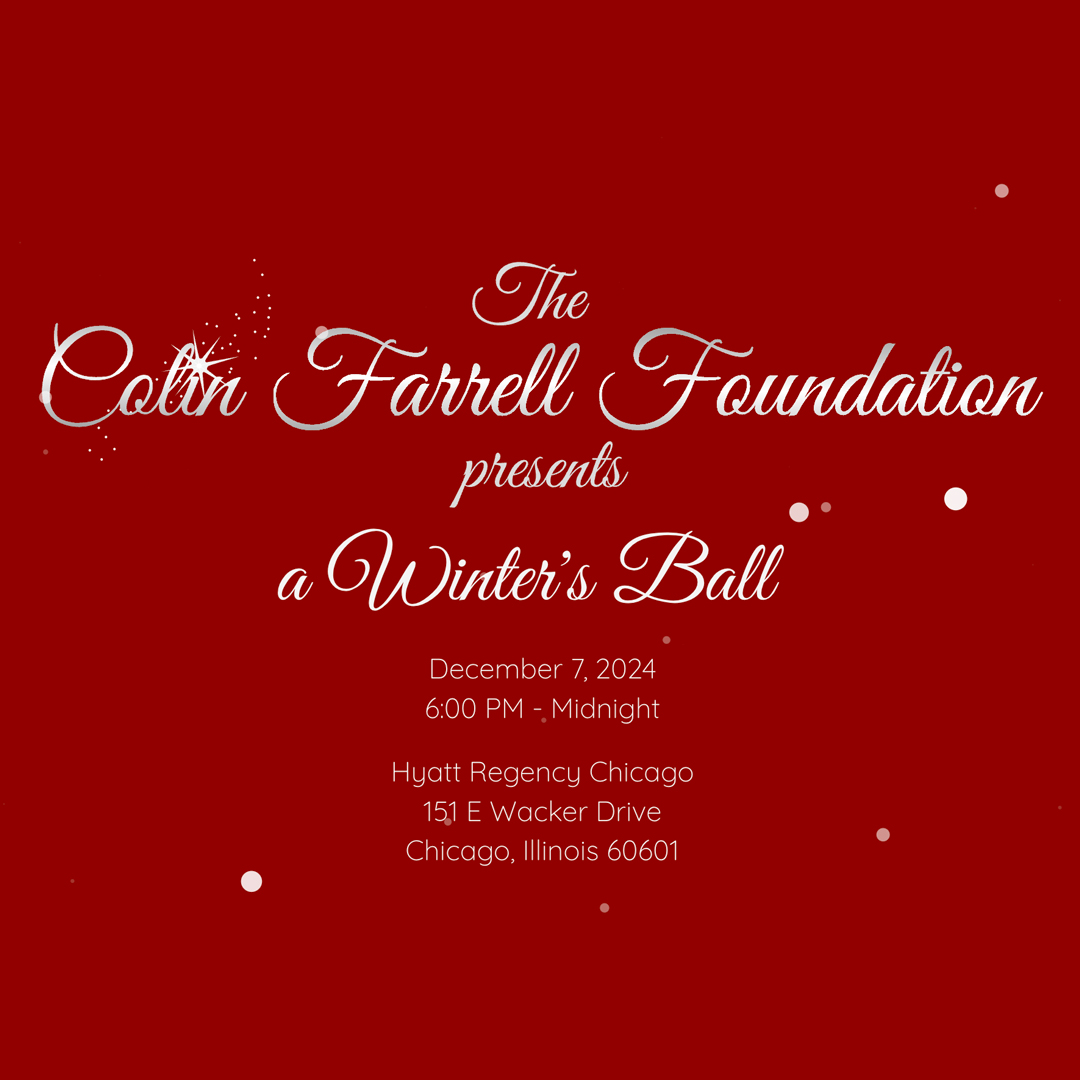 The
Colin Farrell Foundation
presents
a Winter's Ball
December 7, 2024
6:00 PM - Midnight
Hyatt Regency Chicago
151 E Wacker Drive
Chicago, Illinois 60601